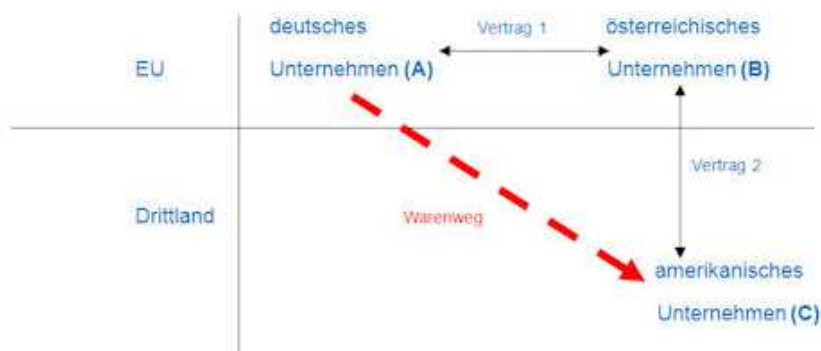 deutsches
Unternehmen (A)
Vertrag 1
österreichisches
Unternehmen (B)
EU
Vertrag 2
Drittland
Warenweg
amerikanisches
Unternehmen (C)